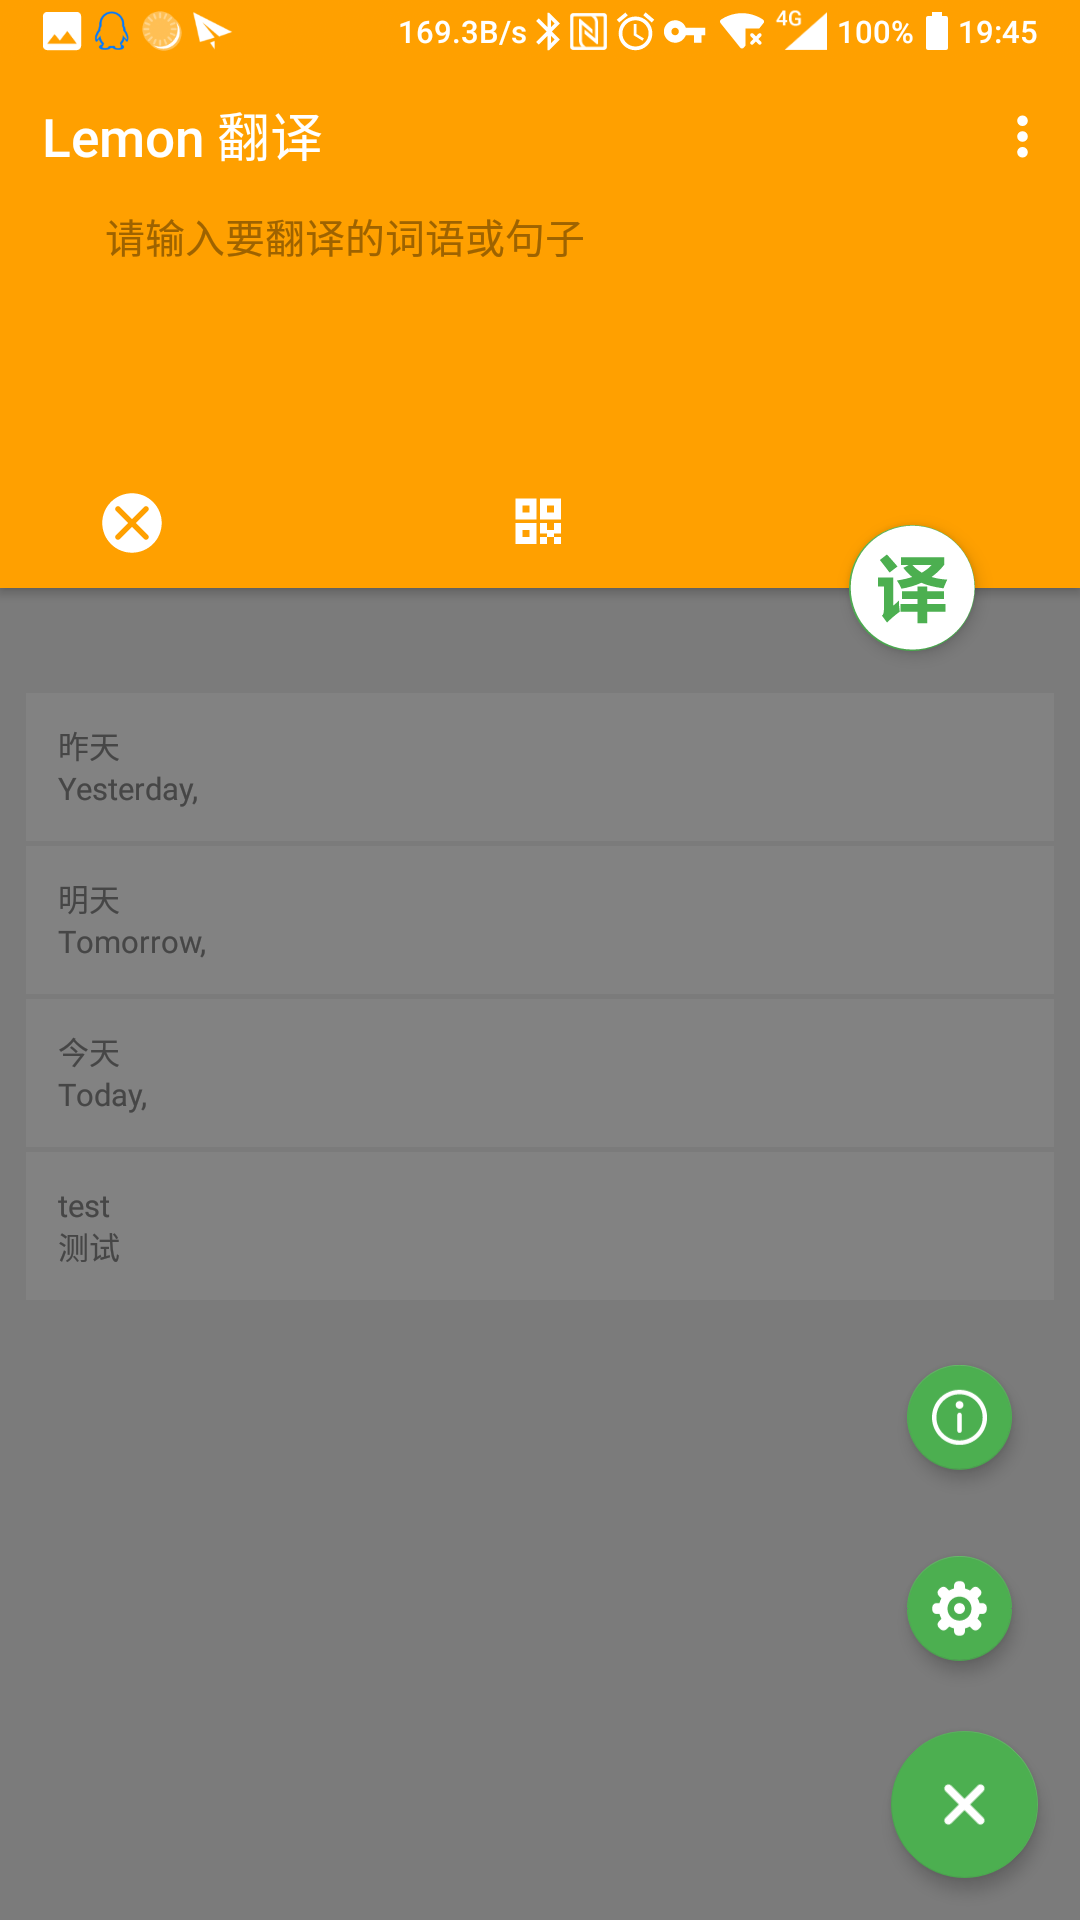 169.3B/s 4G 100% 19:45
Lemon 翻译
请输入要翻译的词语或句子
译
昨天
Yesterday,
明天
Tomorrow,
今天
Today,
test
测试